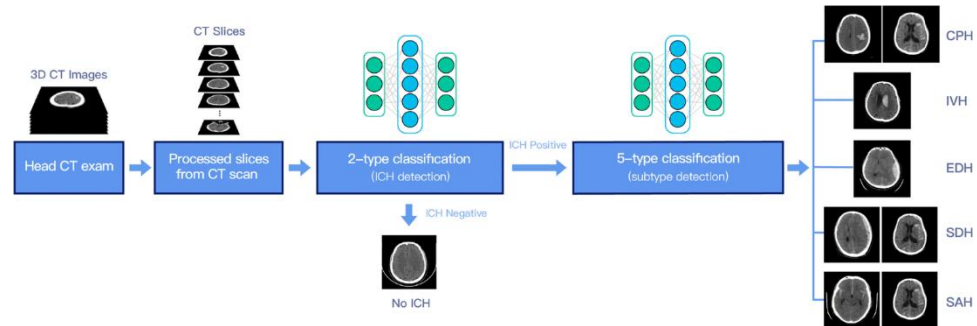 3D CT Images
Head CT exam
CT Slices
Processed slices
from CT scan
2-type classification
(ICH detection)
ICH Negative
No ICH
ICH Positive
5-type classification
(subtype detection)
CPH
IVH
EDH
SDH
SAH